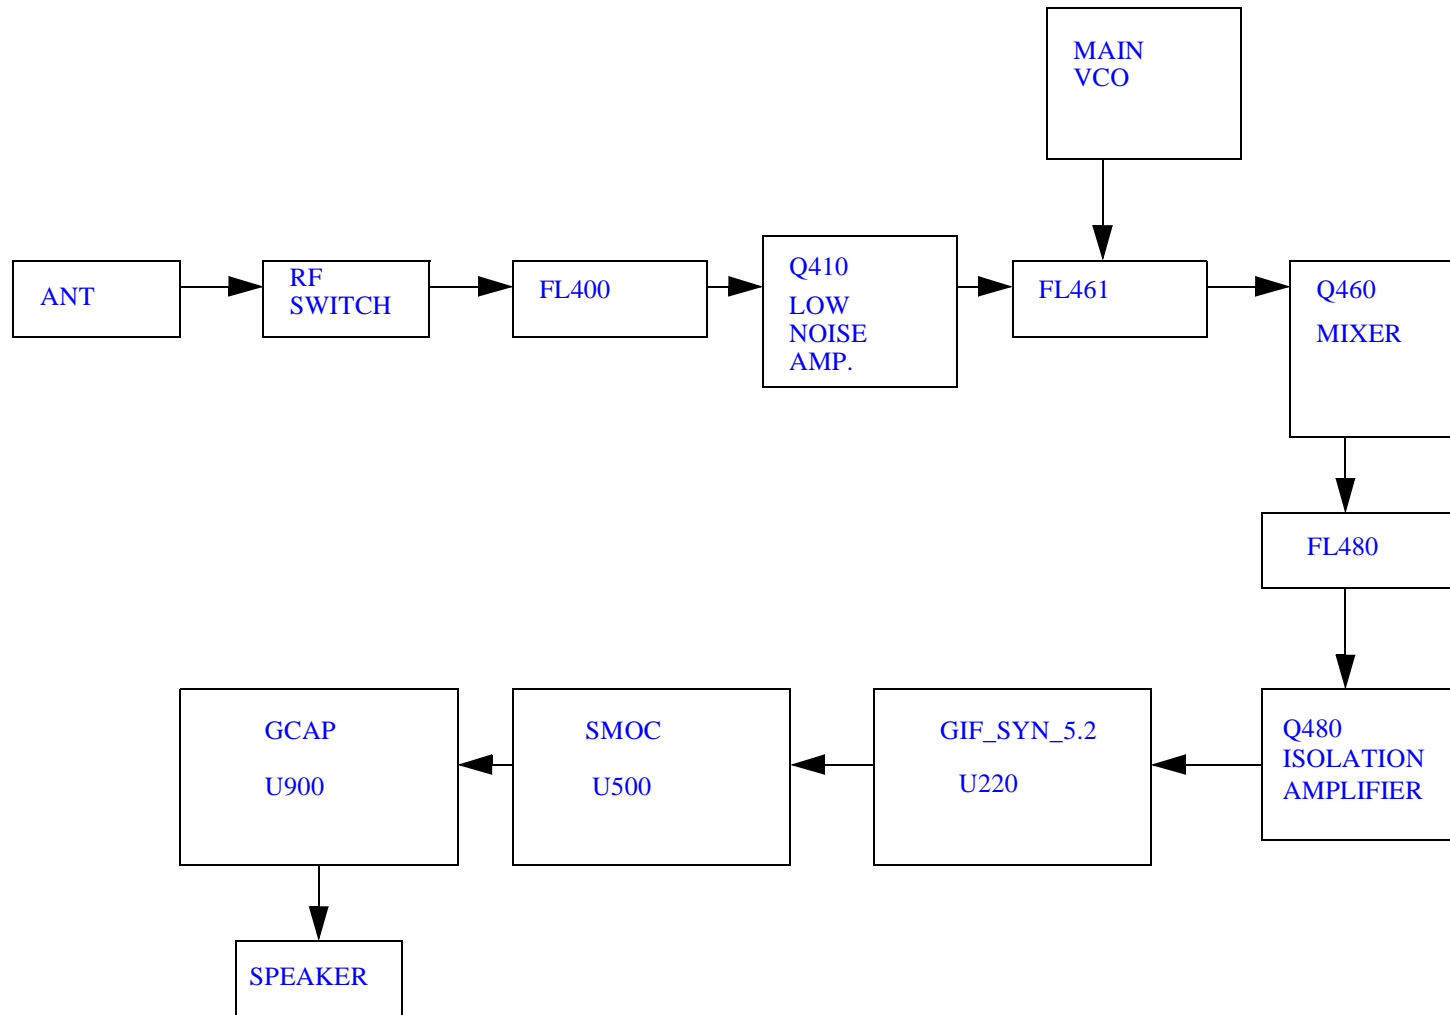 MAIN
VCO
ANT
RF
SWITCH
FL400
Q410
LOW
NOISE
AMP.
FL461
Q460
MIXER
FL480
Q480
ISOLATION
AMPLIFIER
GIF_SYN_5.2
U220
SMOC
U500
GCAP
U900
SPEAKER